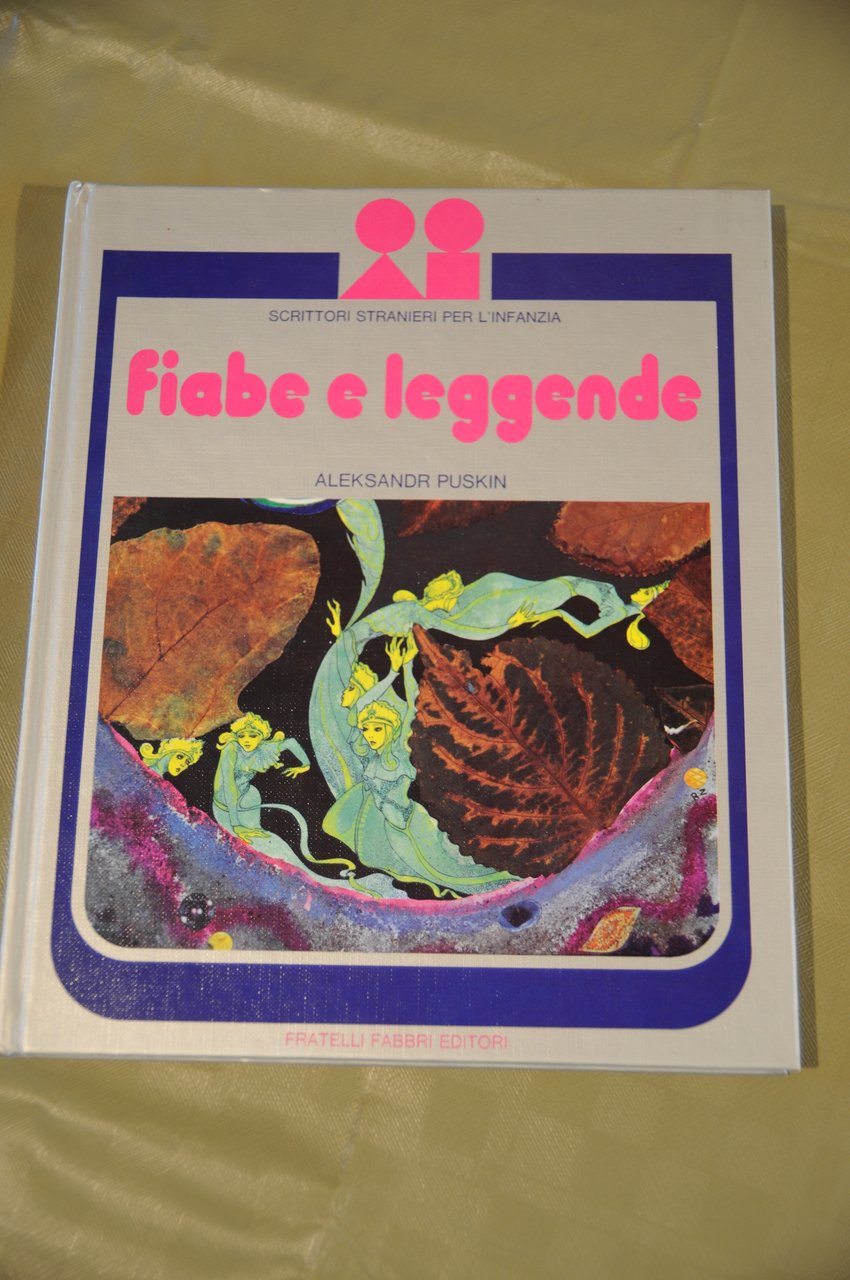 SCRITTORI STRANIERI PER L'INFANZIA
fiabe e leggende
ALEKSANDR PUSKIN
FRATELLI FABBRI EDITORI